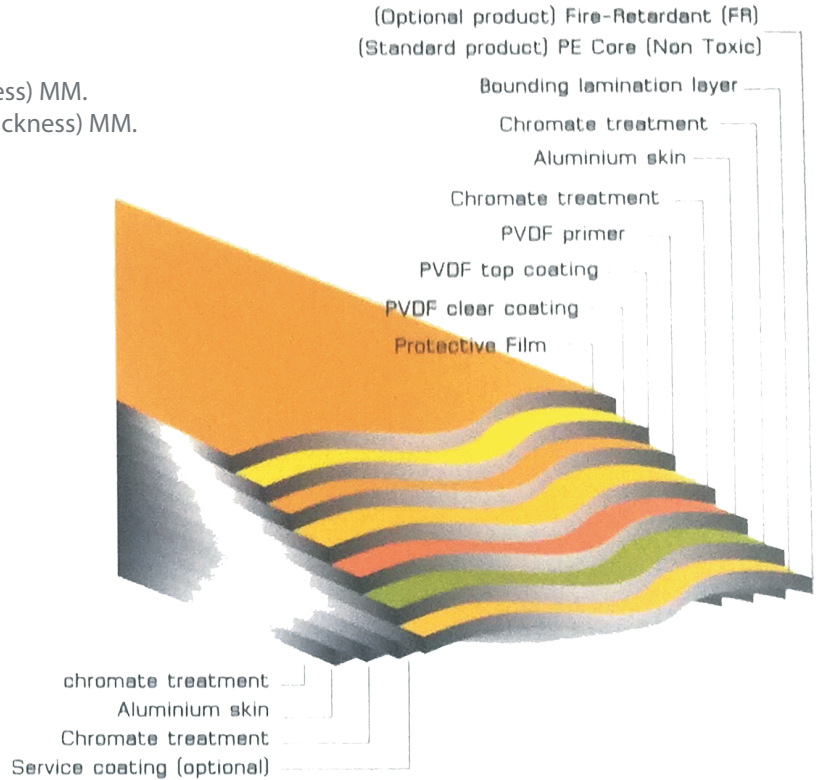 (Optional product) Fire-Retardant (FR)
(Standard product) PE Core (Non Toxic)
ess) MM.
ickness) MM.
Bounding lamination layer
Chromate treatment
Aluminium skin
Chromate treatment
PVDF primer
PVDF top coating
PVDF clear coating
Protective Film
chromate treatment
Aluminium skin
Chromate treatment
Service coating (optional)